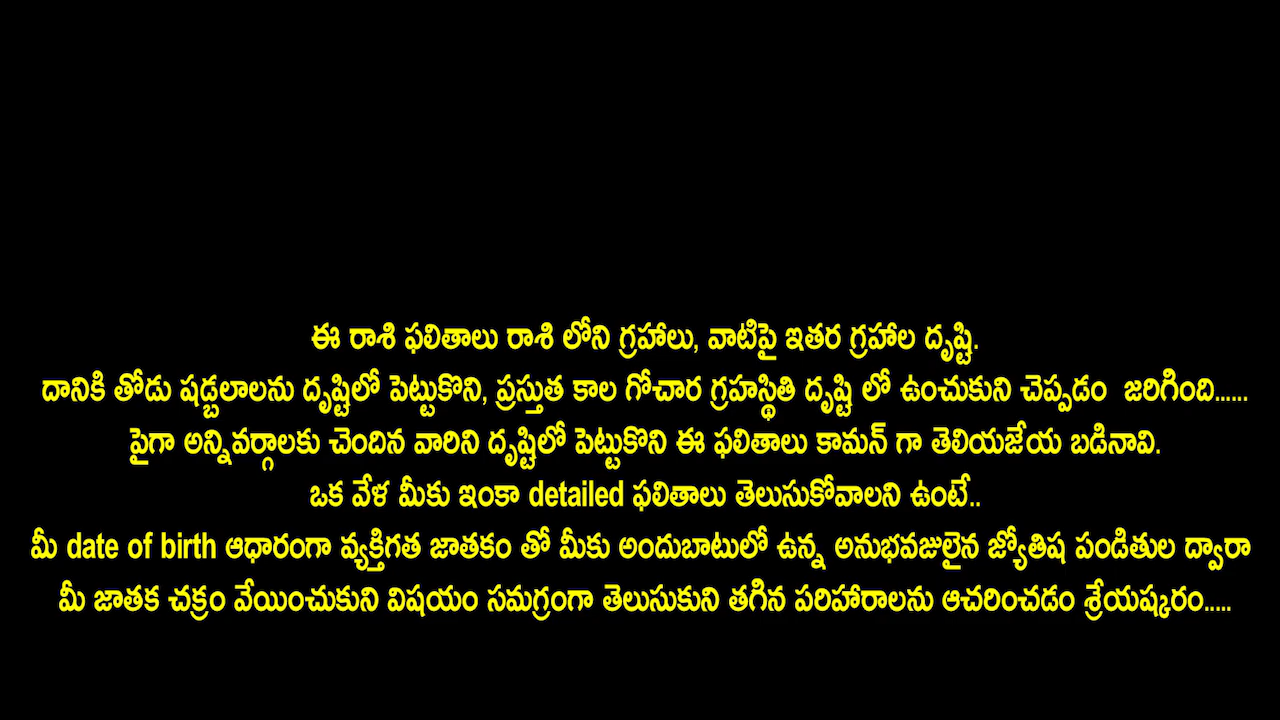 ఈ రాశి ఫలితాలు రాశి లోని గ్రహాలు, వాటిపై ఇతర గ్రహాల దృష్టి.
దానికి తోడు షడ్బలాలను దృష్టిలో పెట్టుకొని, ప్రస్తుత కాల గోచార గ్రహస్థితి దృష్టి లో ఉంచుకుని చెప్పడం  జరిగింది......
పైగా అన్నివర్గాలకు చెందిన వారిని దృష్టిలో పెట్టుకొని ఈ ఫలితాలు కామన్ గా తెలియజేయ బడినావి.
ఒక వేళ మీకు ఇంకా detailed ఫలితాలు తెలుసుకోవాలని ఉంటే..
మీ date of birth ఆధారంగా వ్యక్తిగత జాతకం తో మీకు అందుబాటులో ఉన్న అనుభవజులైన జ్యోతిష పండితుల ద్వారా
మీ జాతక చక్రం వేయించుకుని విషయం సమగ్రంగా తెలుసుకుని తగిన పరిహారాలను ఆచరించడం శ్రేయష్కరం.....